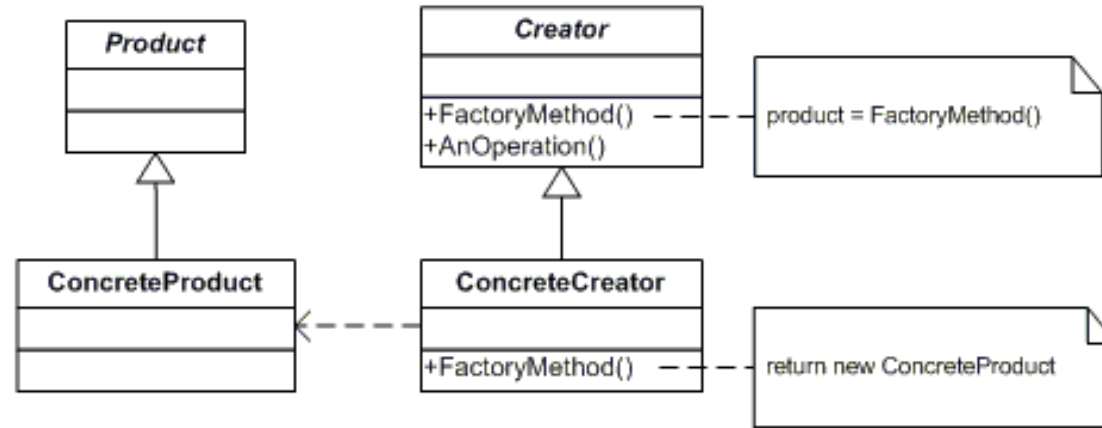 Product
Creator
+FactoryMethod()
+AnOperation()
product = FactoryMethod()
ConcreteProduct
ConcreteCreator
+FactoryMethod()
return new ConcreteProduct